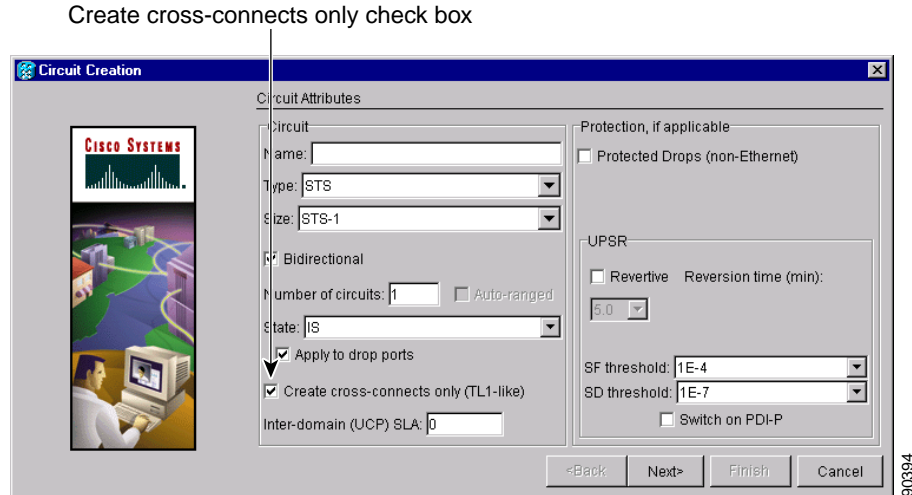 Create cross-connects only check box
Circuit Creation
Circuit Attributes
CISCO SYSTEMS
Circuit
Name:
Type: STS
Size: STS-1
Bidirectional
Number of circuits: 1 Auto-ranged
State: IS
Apply to drop ports
Create cross-connects only (TL1-like)
Inter-domain (UCP) SLA: 0
Protection, if applicable
Protected Drops (non-Ethernet)
UPSR
Revertive Reversion time (min):
5.0
SF threshold: 1E-4
SD threshold: 1E-7
Switch on PDI-P
<Back Next> Finish Cancel
90394